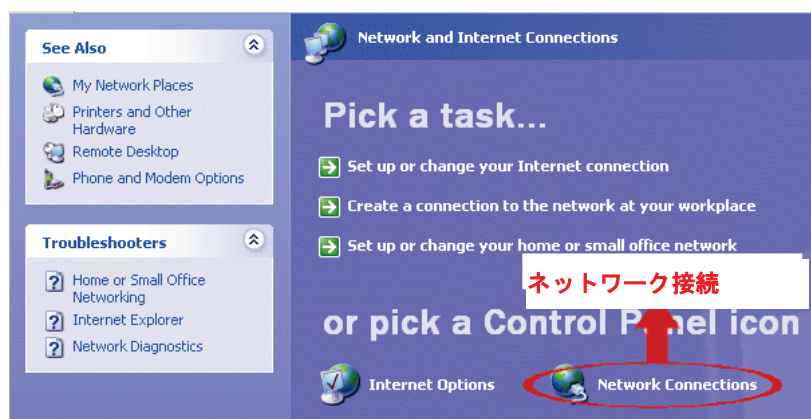 See Also
My Network Places
Printers and Other
Hardware
Remote Desktop
Phone and Modem Options
Troubleshooters
Home or Small Office
Networking
Internet Explorer
Network Diagnostics
Network and Internet Connections
Pick a task...
Set up or change your Internet connection
Create a connection to the network at your workplace
Set up or change your home or small office network
ネットワーク接続
or pick a Control Panel icon
Internet Options
Network Connections